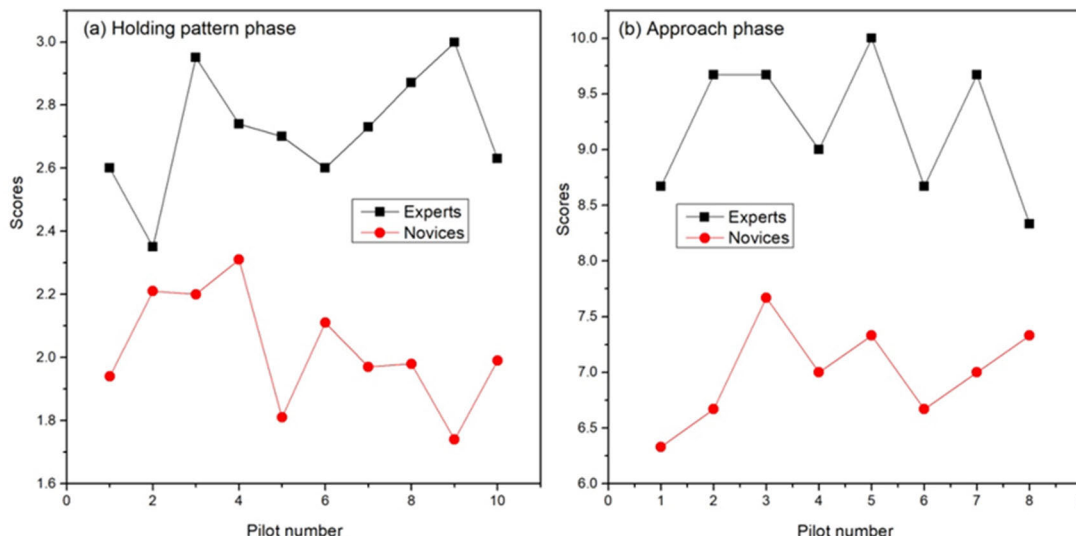 (a) Holding pattern phase
3.0
2.8
2.6
2.4
2.2
2.0
1.8
1.6
Scores
Experts
Novices
0 2 4 6 8 10
Pilot number
(b) Approach phase
10.0
9.5
9.0
8.5
8.0
7.5
7.0
6.5
6.0
Scores
Experts
Novices
0 1 2 3 4 5 6 7 8
Pilot number